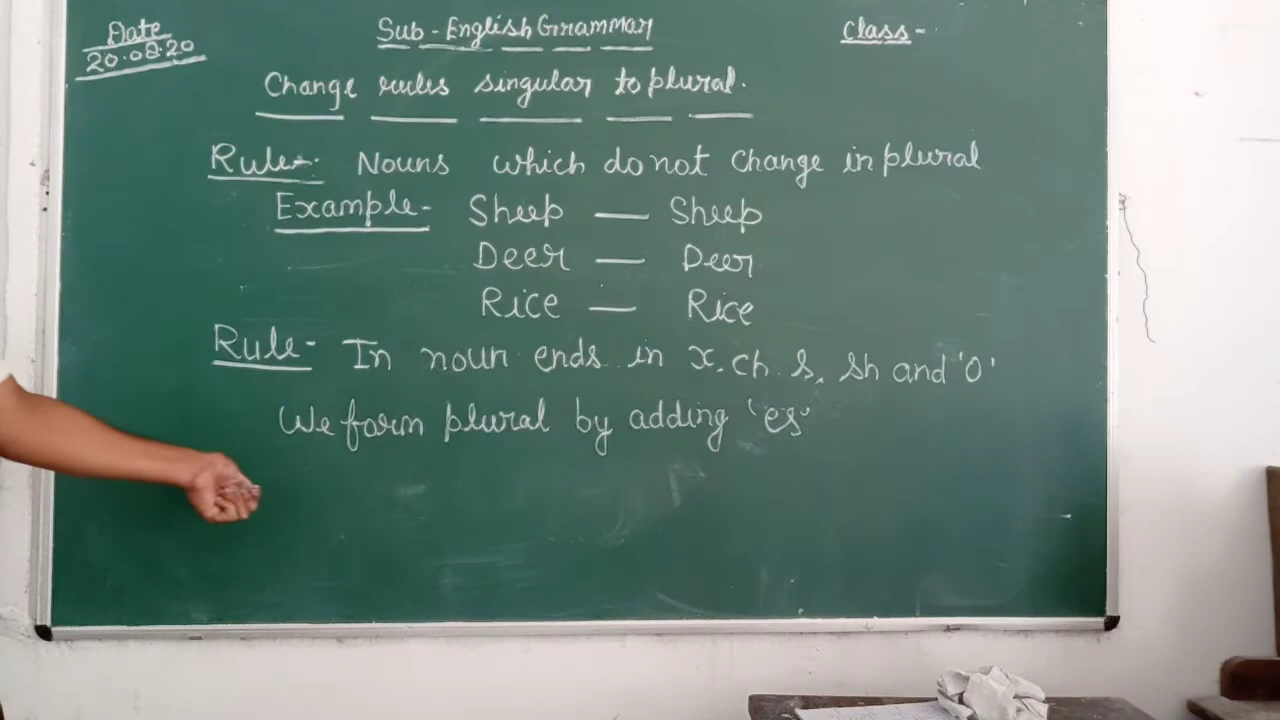 Date
20.08.20
Sub-English Grammar
Class-
Change rules singular to plural.
Rule-: Nouns which do not change in plural
Example- Sheep — Sheep
Deer — Deer
Rice — Rice
Rule- In noun ends in x, ch. s, sh and 'O'
We form plural by adding 'es'